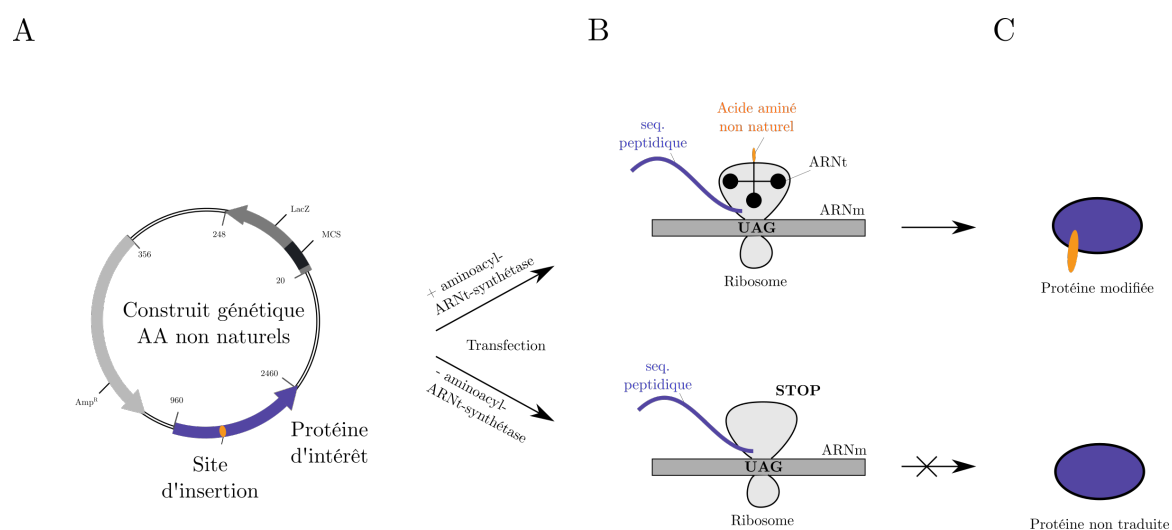 A
B
C
LacZ
MCS
248
356
20
Construit génétique
AA non naturels
2460
960
Ampᴿ
Protéine
d'intérêt
Site
d'insertion
+ aminoacyl-
ARNt-synthétase
Transfection
- aminoacyl-
ARNt-synthétase
Acide aminé
non naturel
seq.
peptidique
ARNt
ARNm
UAG
Ribosome
Protéine modifiée
seq.
peptidique
STOP
ARNm
UAG
Ribosome
Protéine non traduite